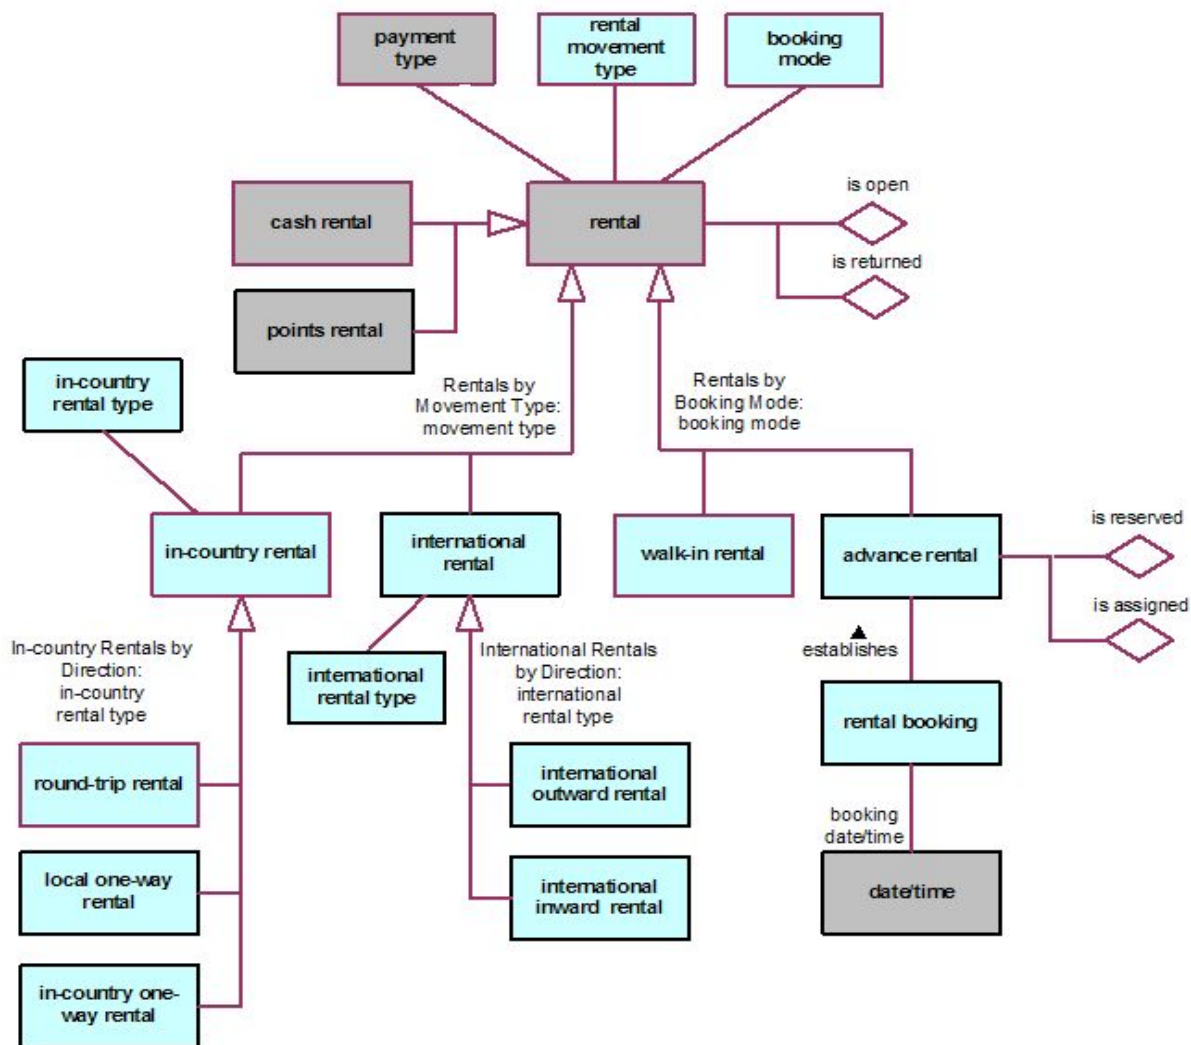 payment
type
rental
movement
type
booking
mode
cash rental
rental
is open
is returned
points rental
in-country
rental type
Rentals by
Movement Type:
movement type
Rentals by
Booking Mode:
booking mode
in-country rental
international
rental
walk-in rental
advance rental
is reserved
is assigned
In-country Rentals by
Direction:
in-country
rental type
international
rental type
International Rentals
by Direction:
international
rental type
establishes
rental booking
round-trip rental
international
outward rental
booking
date/time
local one-way
rental
international
inward rental
date/time
in-country one-
way rental